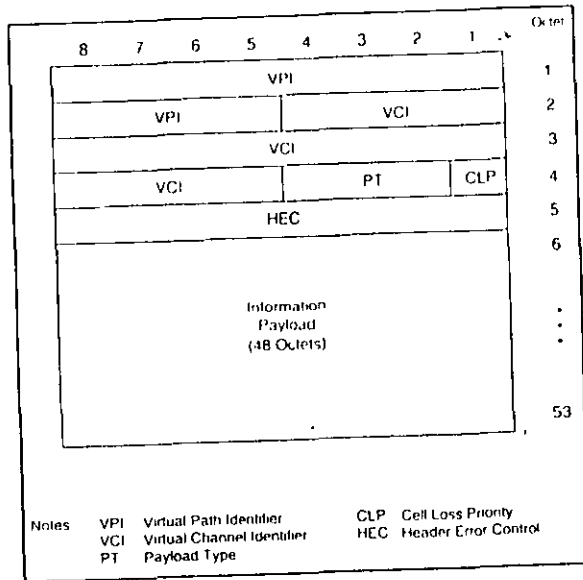 Octet
8 7 6 5 4 3 2 1
VPI 1
VPI VCI 2
VCI 3
VCI PT CLP 4
HEC 5
6
Information
Payload
(48 Octets)
53
Notes VPI Virtual Path Identifier CLP Cell Loss Priority
VCI Virtual Channel Identifier HEC Header Error Control
PT Payload Type